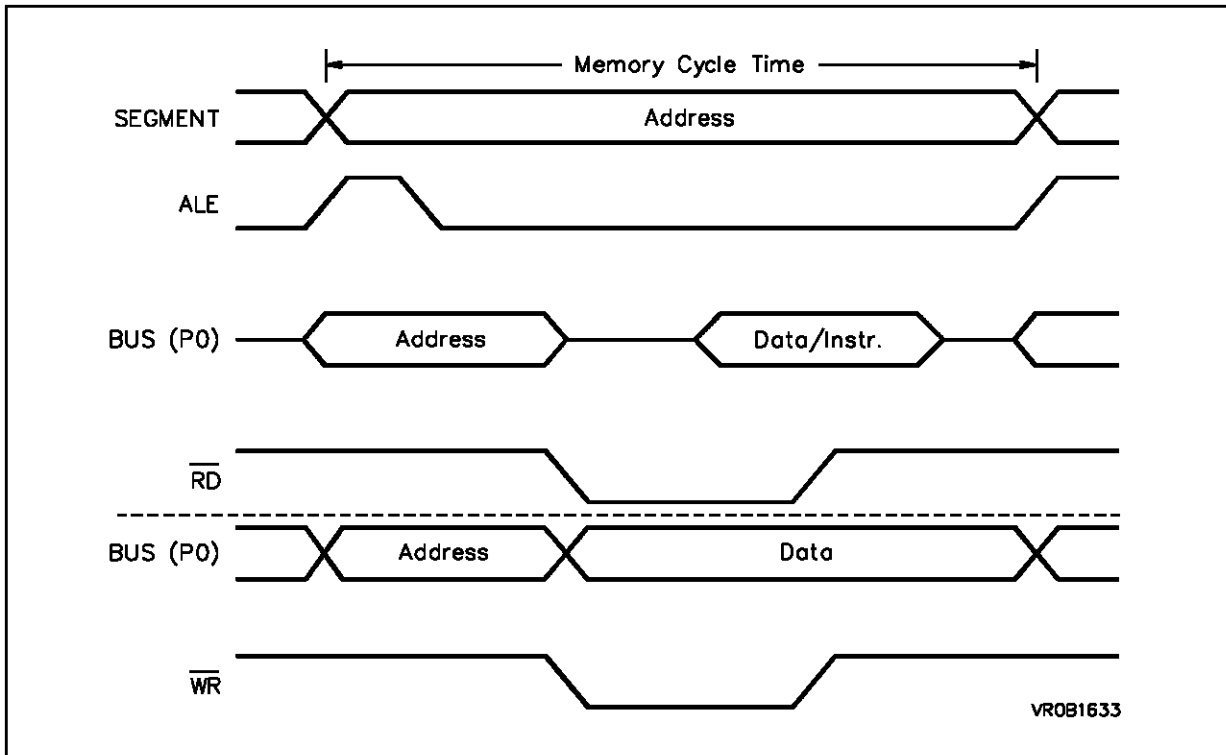 Memory Cycle Time
SEGMENT Address
ALE
BUS (P0) Address Data/Instr.
RD
BUS (P0) Address Data
WR
VR0B1633